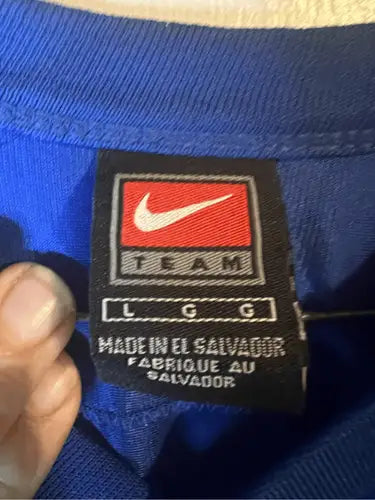 TEAM
L G G
MADE IN EL SALVADOR
FABRIQUE AU
SALVADOR